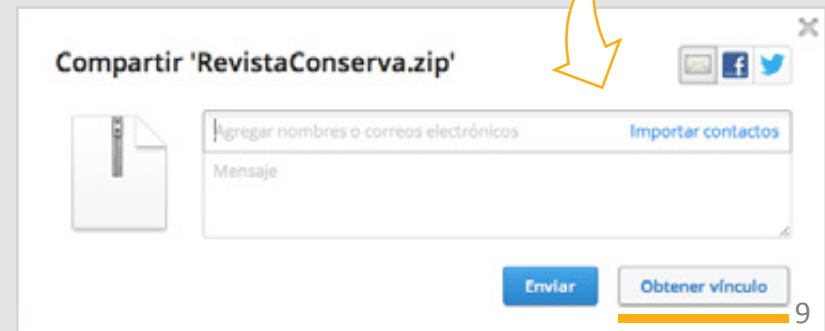 Compartir 'RevistaConserva.zip'
Agregar nombres o correos electrónicos Importar contactos
Mensaje
Enviar Obtener vínculo
9